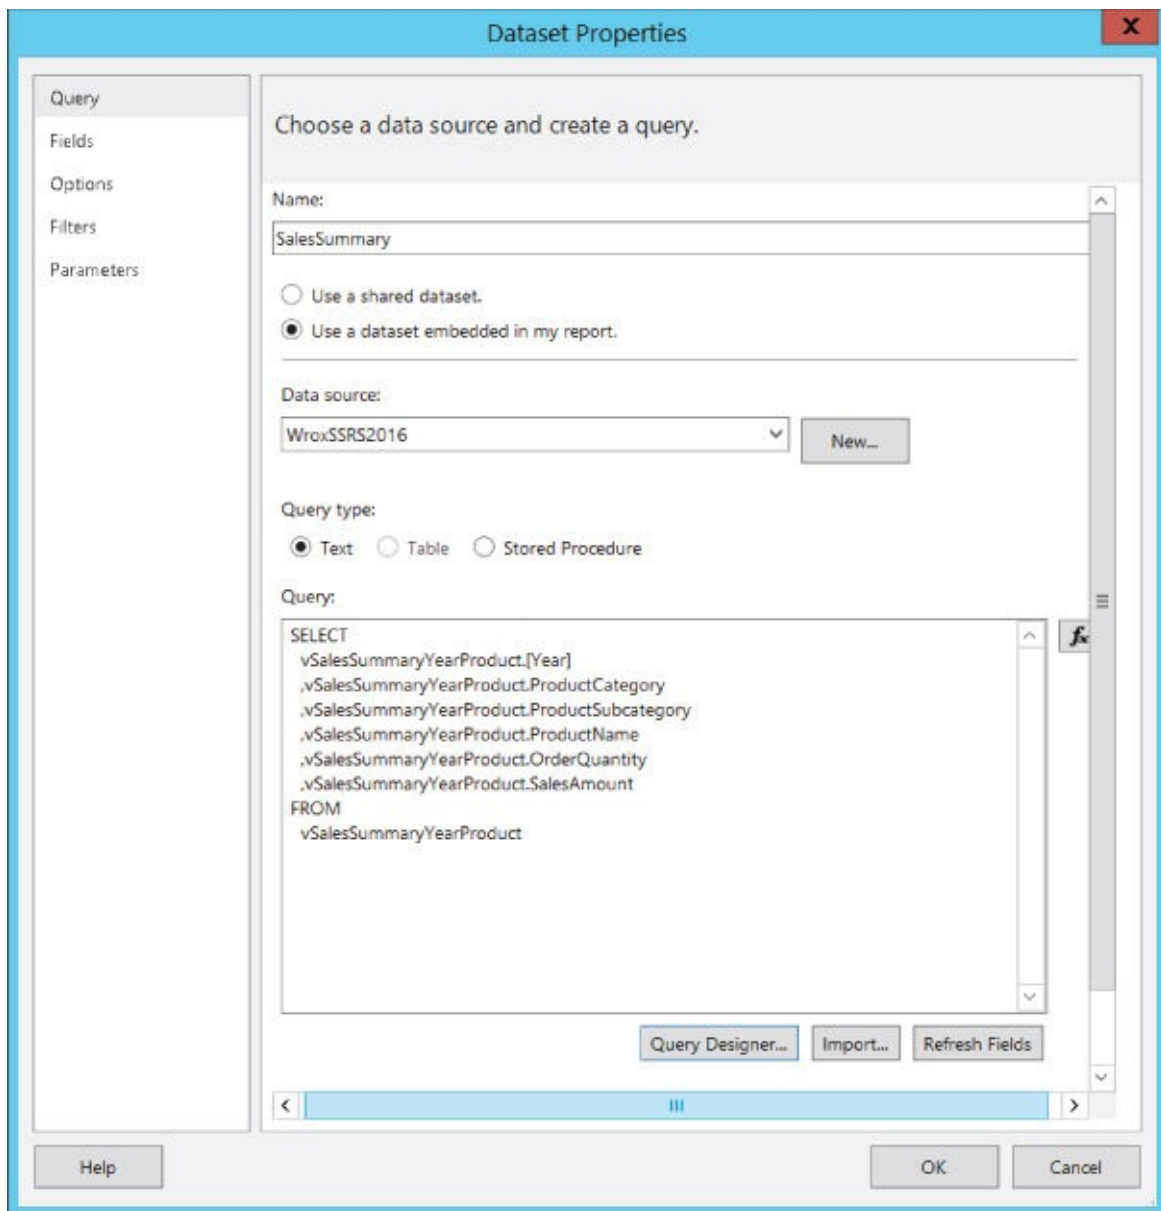 Dataset Properties
X
Query
Fields
Options
Filters
Parameters
Choose a data source and create a query.
Name:
SalesSummary
Use a shared dataset.
Use a dataset embedded in my report.
Data source:
WroxSSRS2016
New...
Query type:
Text Table Stored Procedure
Query:
fx
SELECT
vSalesSummaryYearProduct.[Year]
,vSalesSummaryYearProduct.ProductCategory
,vSalesSummaryYearProduct.ProductSubcategory
,vSalesSummaryYearProduct.ProductName
,vSalesSummaryYearProduct.OrderQuantity
,vSalesSummaryYearProduct.SalesAmount
FROM
vSalesSummaryYearProduct
Query Designer... Import... Refresh Fields
Help OK Cancel